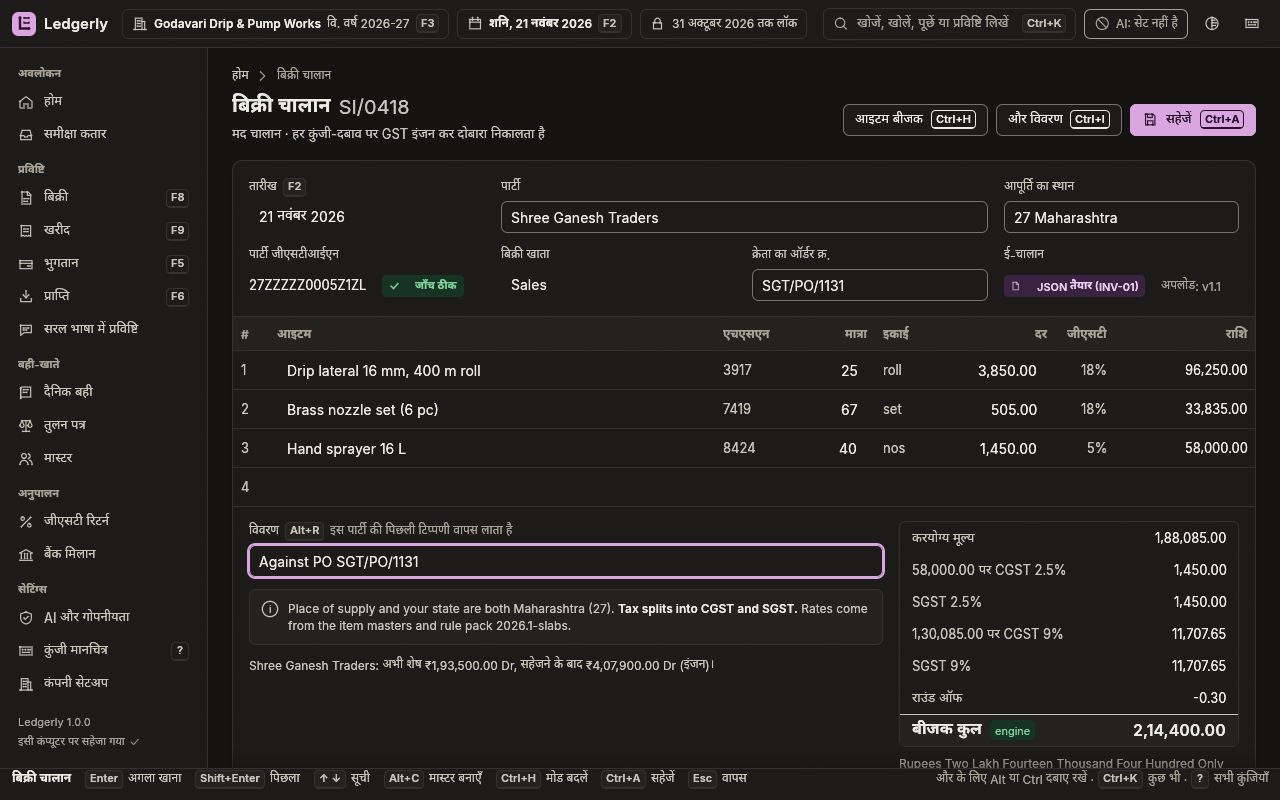 Ledgerly Godavari Drip & Pump Works वि. वर्ष 2026-27 F3 शनि, 21 नवंबर 2026 F2 31 अक्टूबर 2026 तक लॉक खोजें, खोलें, पूछें या प्रविष्टि लिखें Ctrl+K AI: सेट नहीं है
अवलोकन
होम
समीक्षा कतार
प्रविष्टि
बिक्री F8
खरीद F9
भुगतान F5
प्राप्ति F6
सरल भाषा में प्रविष्टि
बही-खाते
दैनिक बही
तुलन पत्र
मास्टर
अनुपालन
जीएसटी रिटर्न
बैंक मिलान
सेटिंग्स
AI और गोपनीयता
कुंजी मानचित्र ?
कंपनी सेटअप
Ledgerly 1.0.0
इसी कंप्यूटर पर सहेजा गया
होम बिक्री चालान
बिक्री चालान SI/0418
मद चालान · हर कुंजी-दबाव पर GST इंजन कर दोबारा निकालता है
आइटम बीजक Ctrl+H और विवरण Ctrl+I सहेजें Ctrl+A
तारीख F2 पार्टी आपूर्ति का स्थान
21 नवंबर 2026 Shree Ganesh Traders 27 Maharashtra
पार्टी जीएसटीआईएन बिक्री खाता क्रेता का ऑर्डर क्र. ई-चालान
27ZZZZZ0005Z1ZL जाँच ठीक Sales SGT/PO/1131 JSON तैयार (INV-01) अपलोड: v1.1
# आइटम एचएसएन मात्रा इकाई दर जीएसटी राशि
1 Drip lateral 16 mm, 400 m roll 3917 25 roll 3,850.00 18% 96,250.00
2 Brass nozzle set (6 pc) 7419 67 set 505.00 18% 33,835.00
3 Hand sprayer 16 L 8424 40 nos 1,450.00 5% 58,000.00
4
विवरण Alt+R इस पार्टी की पिछली टिप्पणी वापस लाता है
Against PO SGT/PO/1131
Place of supply and your state are both Maharashtra (27). Tax splits into CGST and SGST. Rates come
from the item masters and rule pack 2026.1-slabs.
Shree Ganesh Traders: अभी शेष ₹1,93,500.00 Dr, सहेजने के बाद ₹4,07,900.00 Dr (इंजन)।
करयोग्य मूल्य 1,88,085.00
58,000.00 पर CGST 2.5% 1,450.00
SGST 2.5% 1,450.00
1,30,085.00 पर CGST 9% 11,707.65
SGST 9% 11,707.65
राउंड ऑफ -0.30
बीजक कुल engine 2,14,400.00
Rupees Two Lakh Fourteen Thousand Four Hundred Only
बिक्री चालान Enter अगला खाना Shift+Enter पिछला ↑ ↓ सूची Alt+C मास्टर बनाएँ Ctrl+H मोड बदलें Ctrl+A सहेजें Esc वापस और के लिए Alt या Ctrl दबाए रखें · Ctrl+K कुछ भी · ? सभी कुंजियाँ